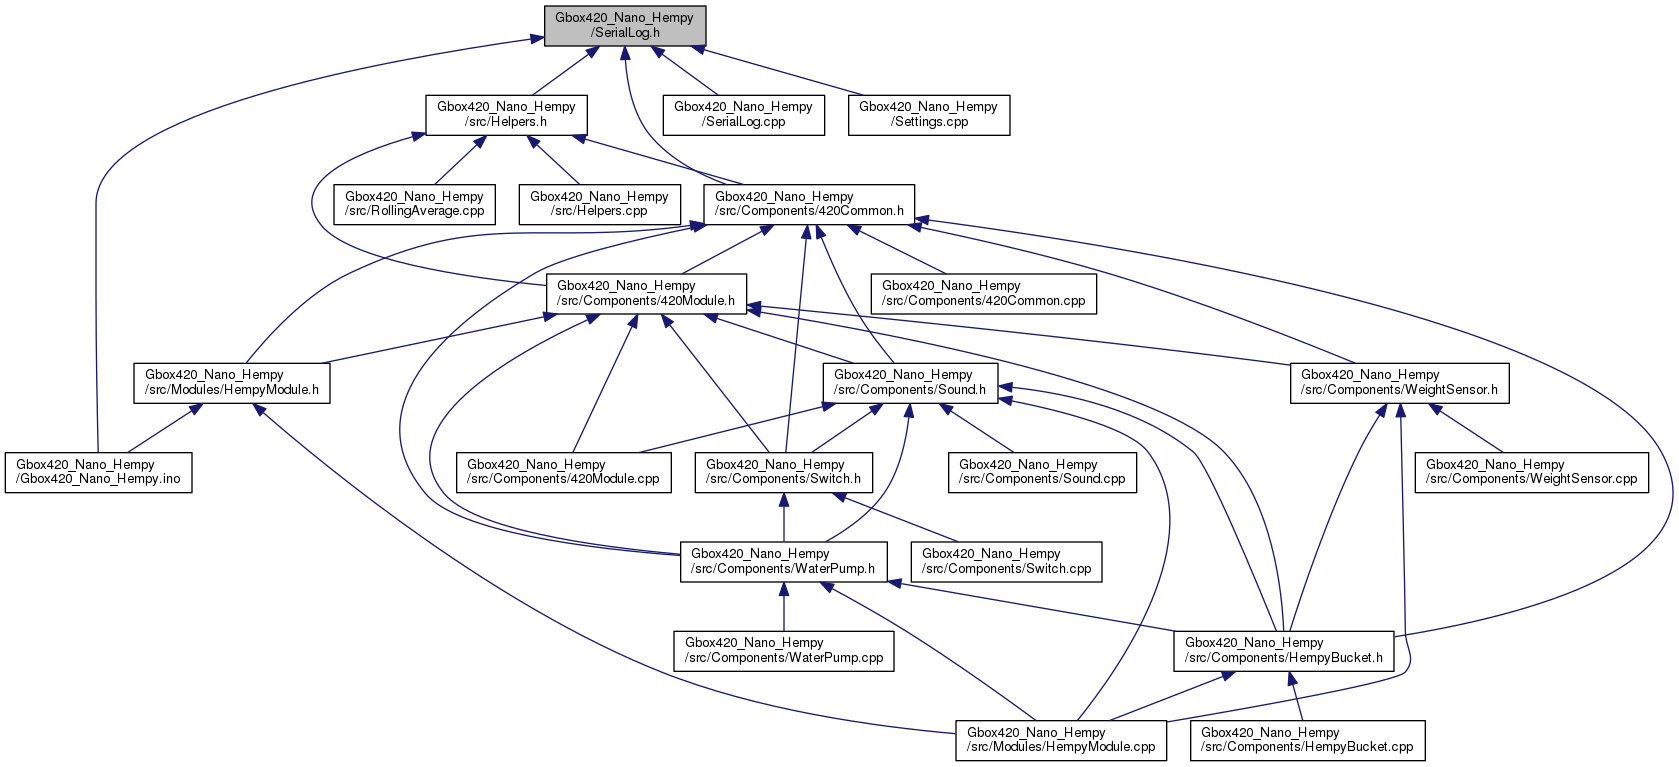 Gbox420_Nano_Hempy
/SerialLog.h
Gbox420_Nano_Hempy
/src/Helpers.h
Gbox420_Nano_Hempy
/SerialLog.cpp
Gbox420_Nano_Hempy
/Settings.cpp
Gbox420_Nano_Hempy
/src/RollingAverage.cpp
Gbox420_Nano_Hempy
/src/Helpers.cpp
Gbox420_Nano_Hempy
/src/Components/420Common.h
Gbox420_Nano_Hempy
/src/Components/420Module.h
Gbox420_Nano_Hempy
/src/Components/420Common.cpp
Gbox420_Nano_Hempy
/src/Modules/HempyModule.h
Gbox420_Nano_Hempy
/src/Components/Sound.h
Gbox420_Nano_Hempy
/src/Components/WeightSensor.h
Gbox420_Nano_Hempy
/Gbox420_Nano_Hempy.ino
Gbox420_Nano_Hempy
/src/Components/420Module.cpp
Gbox420_Nano_Hempy
/src/Components/Switch.h
Gbox420_Nano_Hempy
/src/Components/Sound.cpp
Gbox420_Nano_Hempy
/src/Components/WeightSensor.cpp
Gbox420_Nano_Hempy
/src/Components/WaterPump.h
Gbox420_Nano_Hempy
/src/Components/Switch.cpp
Gbox420_Nano_Hempy
/src/Components/WaterPump.cpp
Gbox420_Nano_Hempy
/src/Components/HempyBucket.h
Gbox420_Nano_Hempy
/src/Modules/HempyModule.cpp
Gbox420_Nano_Hempy
/src/Components/HempyBucket.cpp